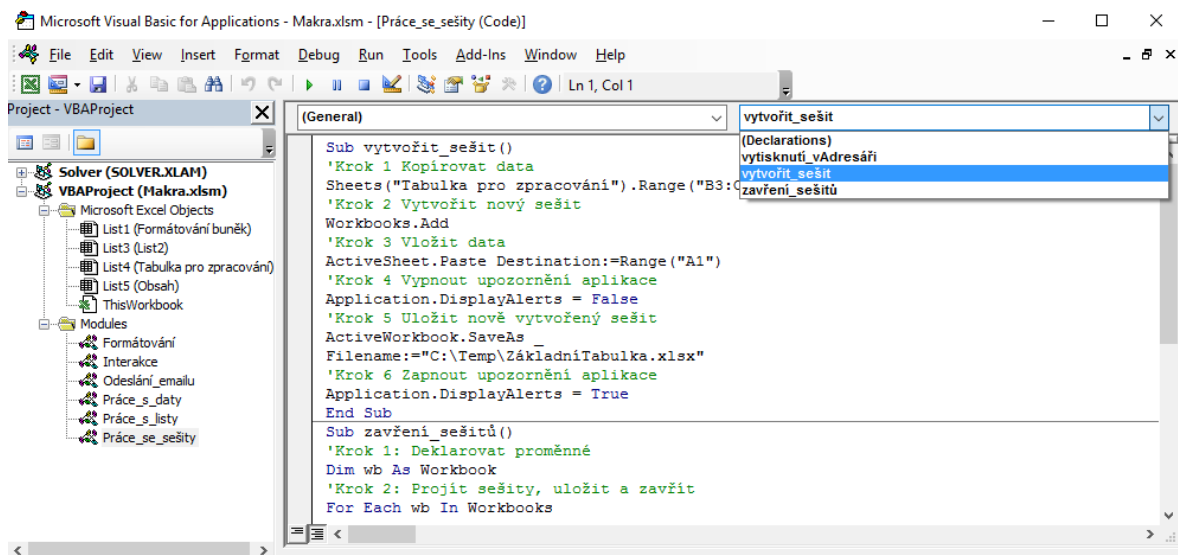 Microsoft Visual Basic for Applications - Makra.xlsm - [Práce_se_sešity (Code)]
File Edit View Insert Format Debug Run Tools Add-Ins Window Help
Ln 1, Col 1
Project - VBAProject
Solver (SOLVER.XLAM)
VBAProject (Makra.xlsm)
Microsoft Excel Objects
List1 (Formátování buněk)
List3 (List2)
List4 (Tabulka pro zpracování)
List5 (Obsah)
ThisWorkbook
Modules
Formátování
Interakce
Odeslání_emailu
Práce_s_daty
Práce_s_listy
Práce_se_sešity
(General)
vytvořit_sešit
(Declarations)
vytisknutí_vAdresáři
vytvořit_sešit
zavření_sešitů
Sub vytvořit_sešit()
'Krok 1 Kopírovat data
Sheets("Tabulka pro zpracování").Range("B3:
'Krok 2 Vytvořit nový sešit
Workbooks.Add
'Krok 3 Vložit data
ActiveSheet.Paste Destination:=Range("A1")
'Krok 4 Vypnout upozornění aplikace
Application.DisplayAlerts = False
'Krok 5 Uložit nově vytvořený sešit
ActiveWorkbook.SaveAs _
Filename:="C:\Temp\ZákladníTabulka.xlsx"
'Krok 6 Zapnout upozornění aplikace
Application.DisplayAlerts = True
End Sub
Sub zavření_sešitů()
'Krok 1: Deklarovat proměnné
Dim wb As Workbook
'Krok 2: Projít sešity, uložit a zavřít
For Each wb In Workbooks